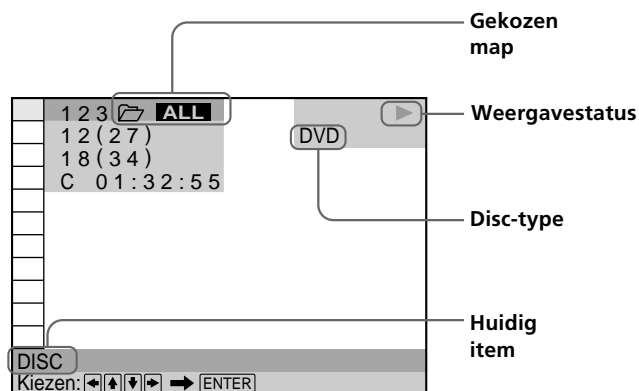 Gekozen
map
123 ALL
12(27)
18(34)
C 01:32:55
DVD
Weergavestatus
Disc-type
Huidig
item
DISC
Kiezen: ENTER